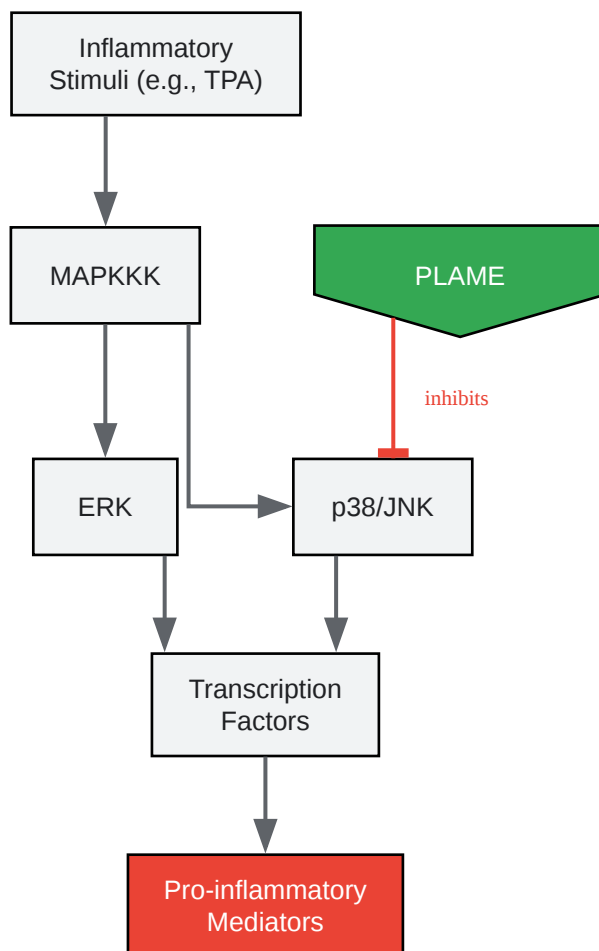 Inflammatory
Stimuli (e.g., TPA)
MAPKKK
PLAME
inhibits
ERK
p38/JNK
Transcription
Factors
Pro-inflammatory
Mediators